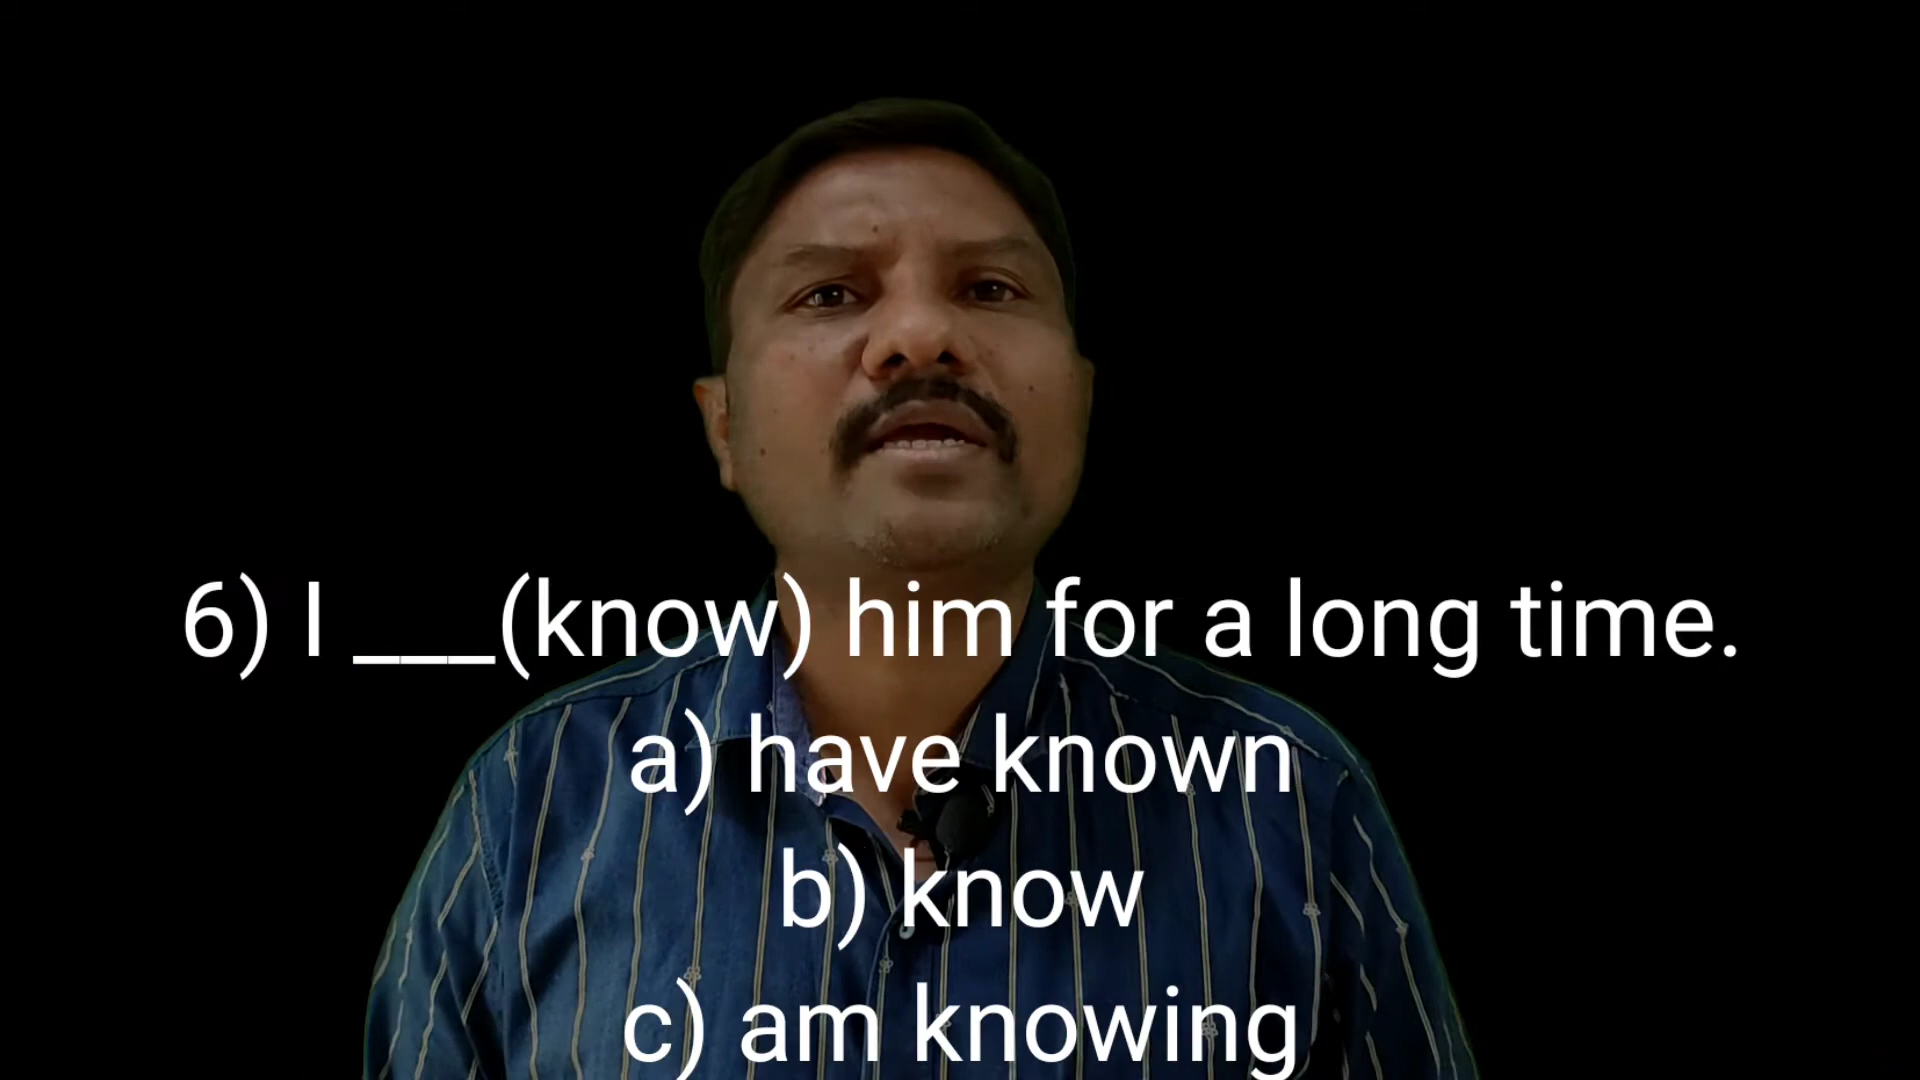 6) I ___(know) him for a long time.
a) have known
b) know
c) am knowing